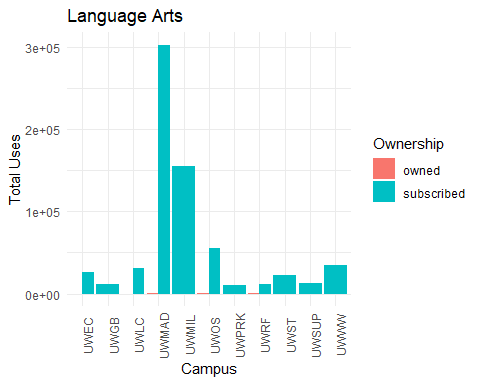 Language Arts
3e+05
2e+05
1e+05
0e+00
Total Uses
UWEC
UWGB
UWLC
UWMAD
UWMIL
UWOS
UWPRK
UWRF
UWST
UWSUP
UWWW
Campus
Ownership
owned
subscribed